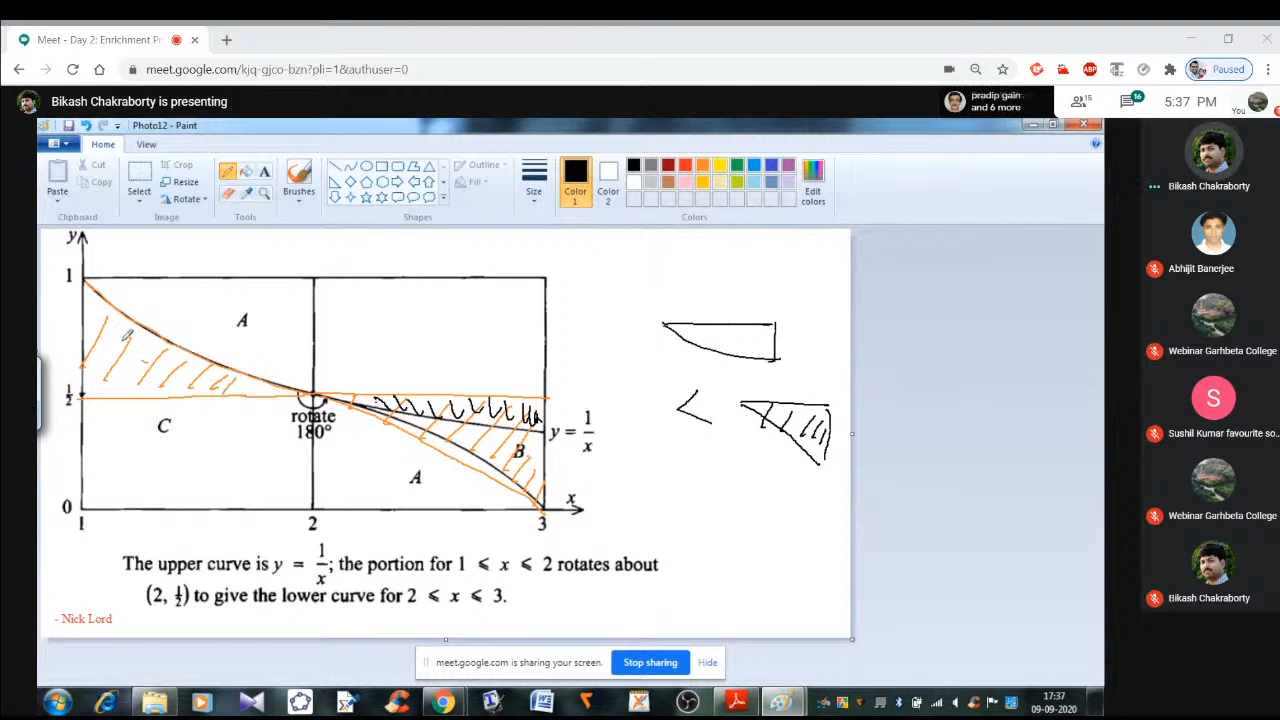 Meet - Day 2: Enrichment Pr
meet.google.com/kjq-gjco-bzn?pli=1&authuser=0
ABP
Paused
Bikash Chakraborty is presenting
pradip gain
and 6 more
15
16
5:37 PM
You
Photo12 - Paint
Home
View
Paste
Cut
Copy
Clipboard
Select
Crop
Resize
Rotate
Image
A
Tools
Brushes
Shapes
Outline
Fill
Size
Color
1
Color
2
Edit
colors
Colors
y
1
A
1/2
C
rotate
180°
y = 1/x
B
A
0
x
1
2
3
<
The upper curve is y = 1/x; the portion for 1 ⩽ x ⩽ 2 rotates about
(2, ½) to give the lower curve for 2 ⩽ x ⩽ 3.
- Nick Lord
meet.google.com is sharing your screen.
Stop sharing
Hide
17:37
09-09-2020
Bikash Chakraborty
Abhijit Banerjee
Webinar Garhbeta College
S
Sushil Kumar favourite so...
Webinar Garhbeta College
Bikash Chakraborty